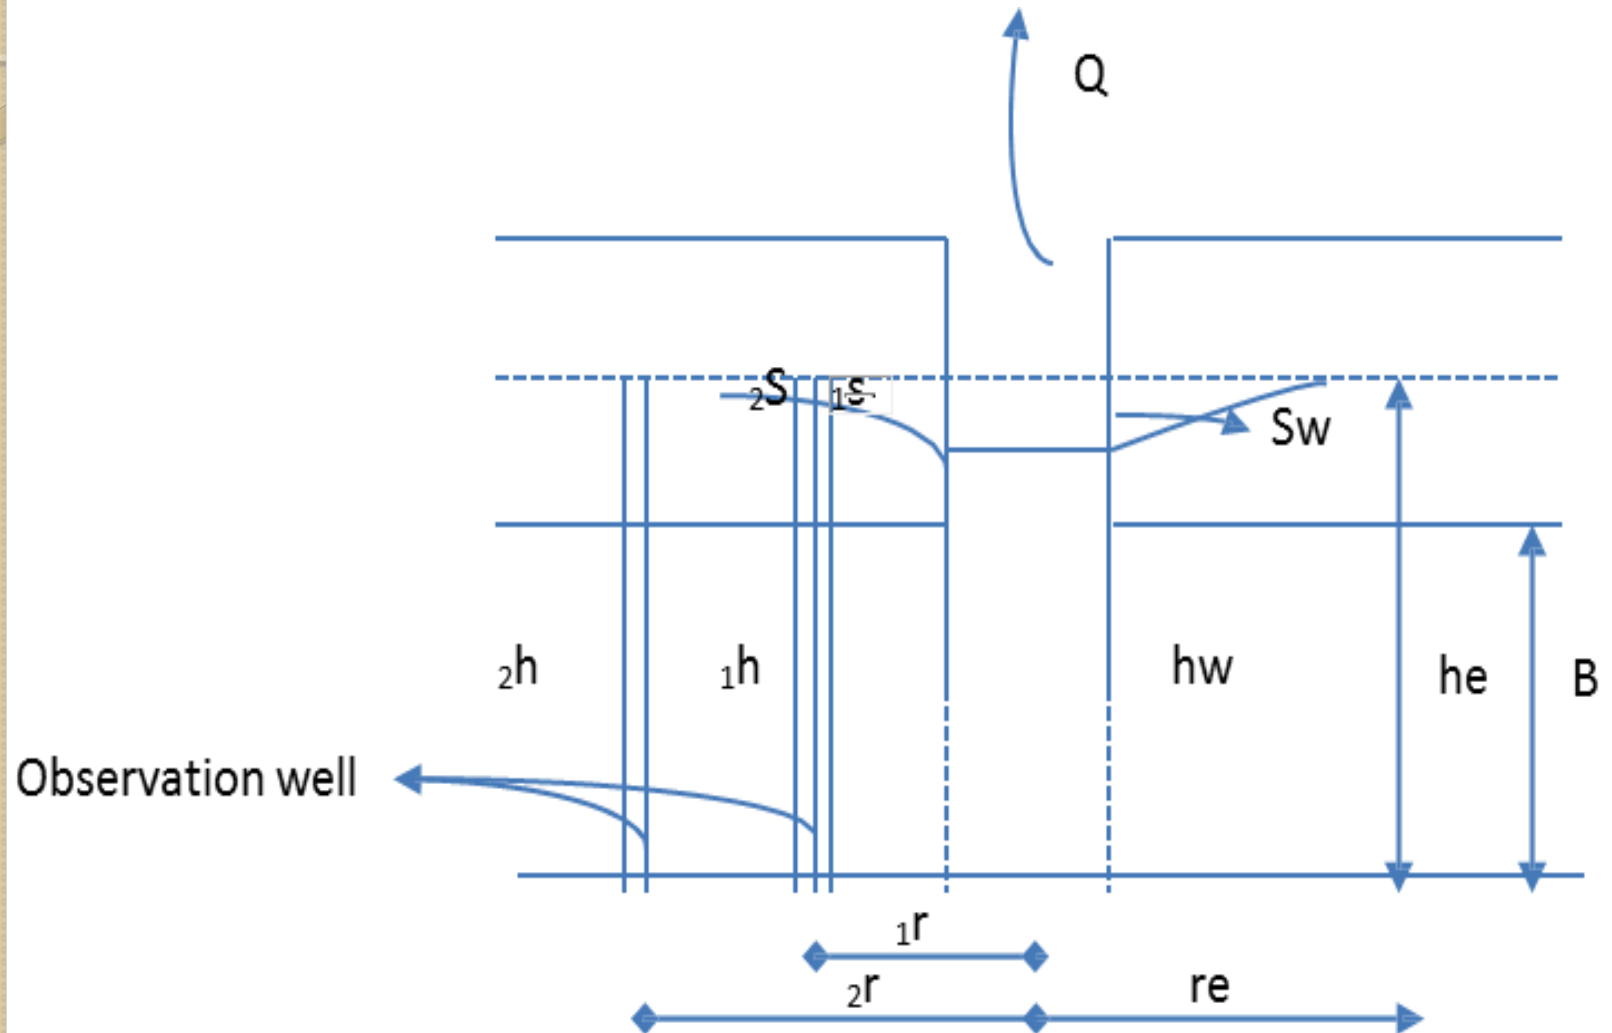 Q
₂S ₁s
Sw
₂h ₁h hw he B
Observation well
₁r
₂r re